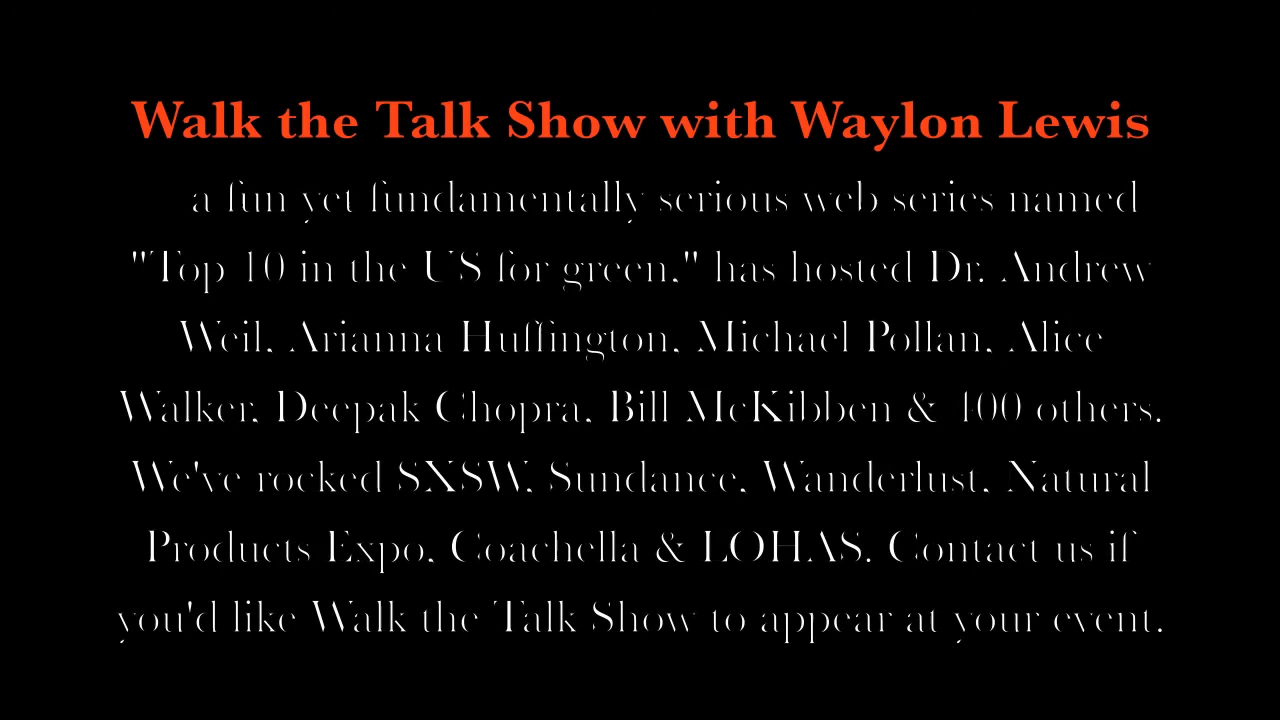 Walk the Talk Show with Waylon Lewis
a fun yet fundamentally serious web series named
"Top 10 in the US for green," has hosted Dr. Andrew
Weil, Arianna Huffington, Michael Pollan, Alice
Walker, Deepak Chopra, Bill McKibben & 400 others.
We've rocked SXSW, Sundance, Wanderlust, Natural
Products Expo, Coachella & LOHAS. Contact us if
you'd like Walk the Talk Show to appear at your event.